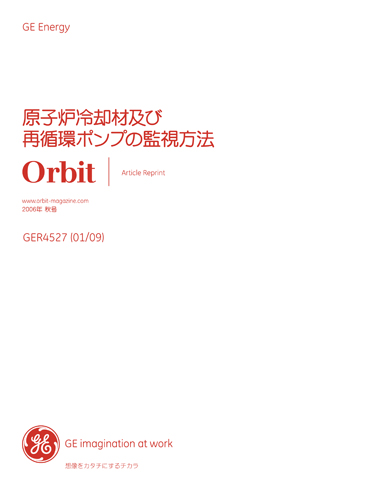 GE Energy
原子炉冷却材及び
再循環ポンプの監視方法
Orbit
Article Reprint
www.orbit-magazine.com
2006年 秋号
GER4527 (01/09)
GE imagination at work
想像をカタチにするチカラ